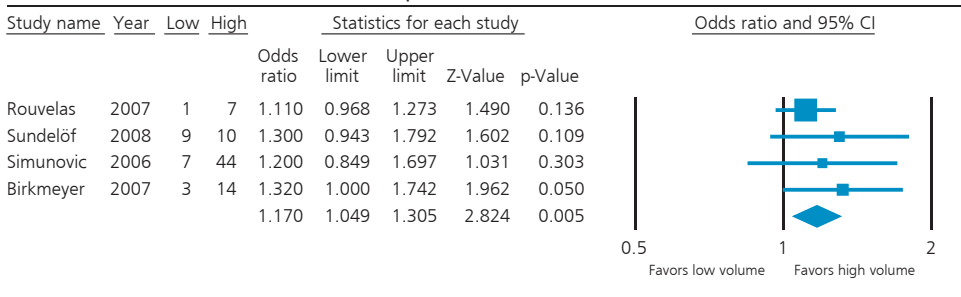 Study name Year Low High Statistics for each study Odds ratio and 95% CI
Odds ratio Lower limit Upper limit Z-Value p-Value
Rouvelas 2007 1 7 1.110 0.968 1.273 1.490 0.136
Sundelöf 2008 9 10 1.300 0.943 1.792 1.602 0.109
Simunovic 2006 7 44 1.200 0.849 1.697 1.031 0.303
Birkmeyer 2007 3 14 1.320 1.000 1.742 1.962 0.050
1.170 1.049 1.305 2.824 0.005
0.5 1 2
Favors low volume Favors high volume